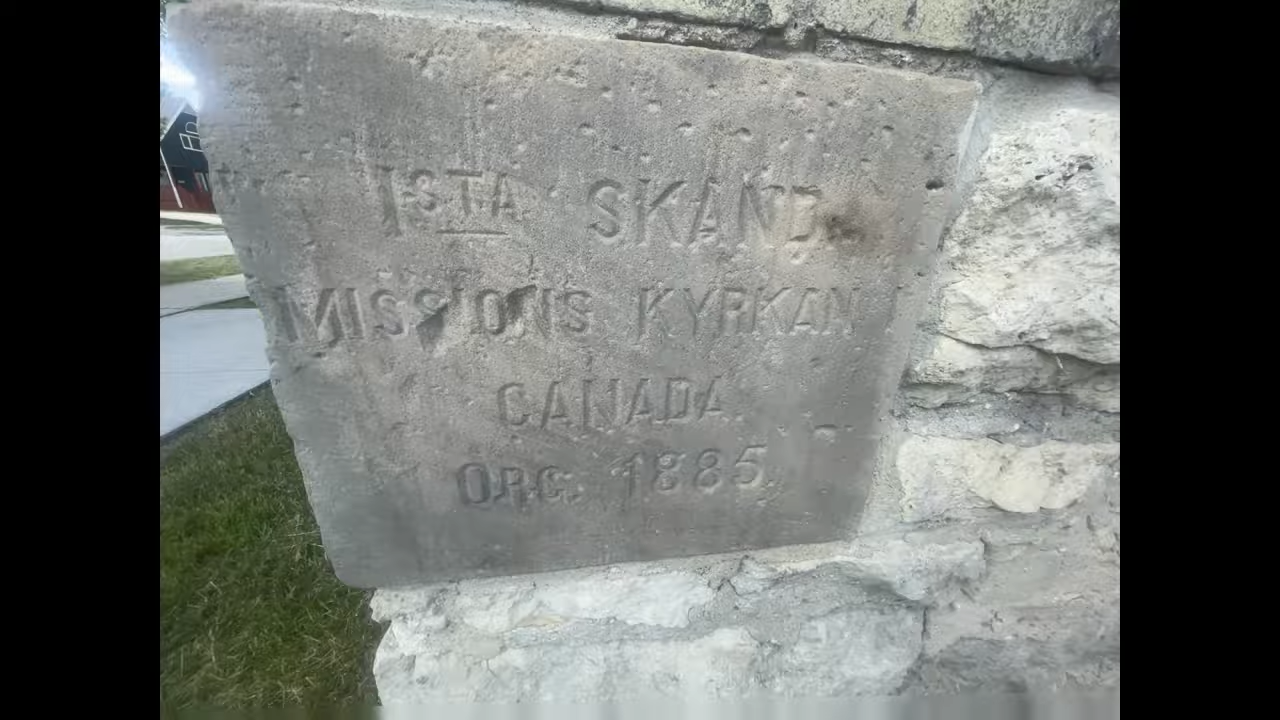 1STA SKAND.
MISSIONS KYRKAN I
CANADA.
ORG. 1885.